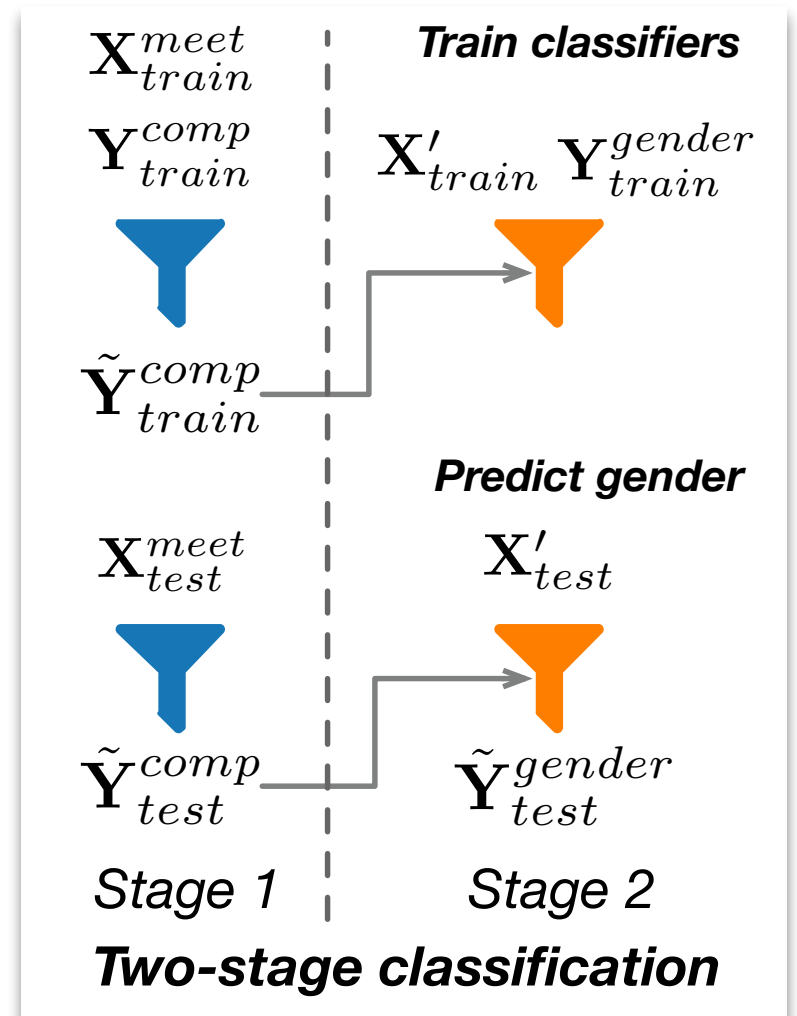 Train classifiers
X^{meet}_{train}
Y^{comp}_{train}
X'_{train} Y^{gender}_{train}
Ỹ^{comp}_{train}
Predict gender
X^{meet}_{test}
X'_{test}
Ỹ^{comp}_{test}
Ỹ^{gender}_{test}
Stage 1
Stage 2
Two-stage classification